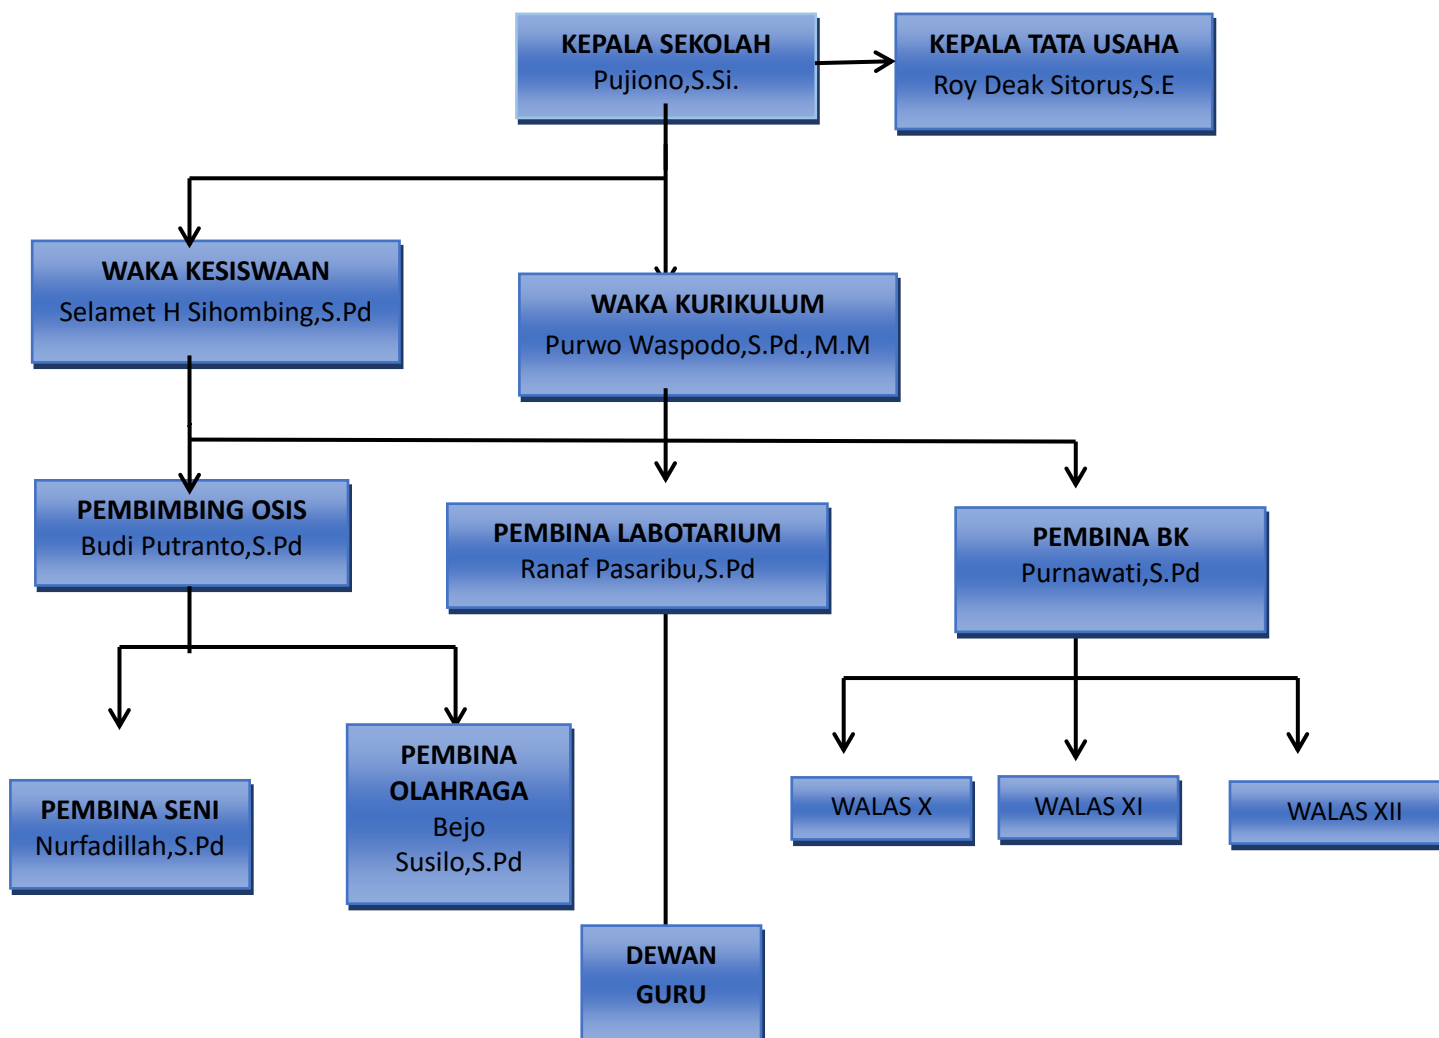 KEPALA SEKOLAH
Pujiono,S.Si.
KEPALA TATA USAHA
Roy Deak Sitorus,S.E
WAKA KESISWAAN
Selamet H Sihombing,S.Pd
WAKA KURIKULUM
Purwo Waspodo,S.Pd.,M.M
PEMBIMBING OSIS
Budi Putranto,S.Pd
PEMBINA LABOTARIUM
Ranaf Pasaribu,S.Pd
PEMBINA BK
Purnawati,S.Pd
PEMBINA SENI
Nurfadillah,S.Pd
PEMBINA
OLAHRAGA
Bejo
Susilo,S.Pd
WALAS X
WALAS XI
WALAS XII
DEWAN
GURU